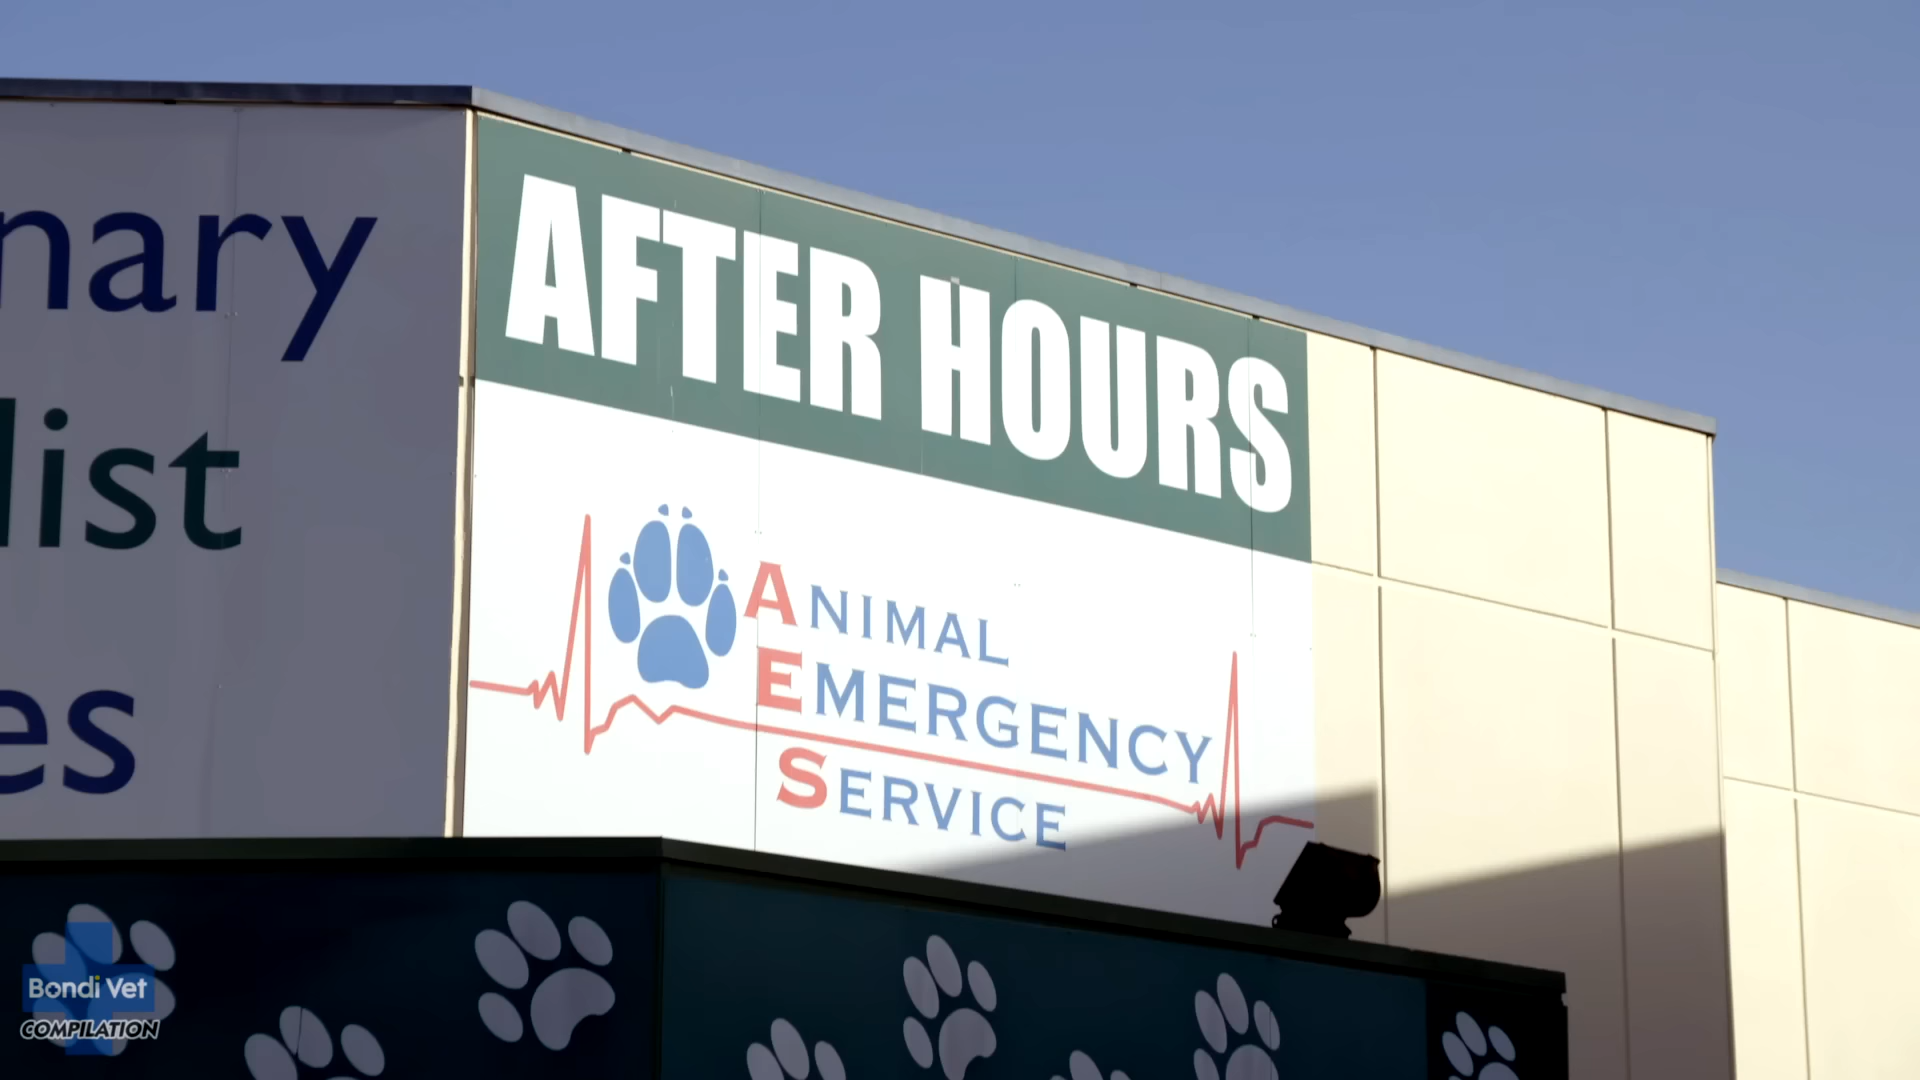 nary
list
es
AFTER HOURS
ANIMAL
EMERGENCY
SERVICE
Bondi Vet
COMPILATION